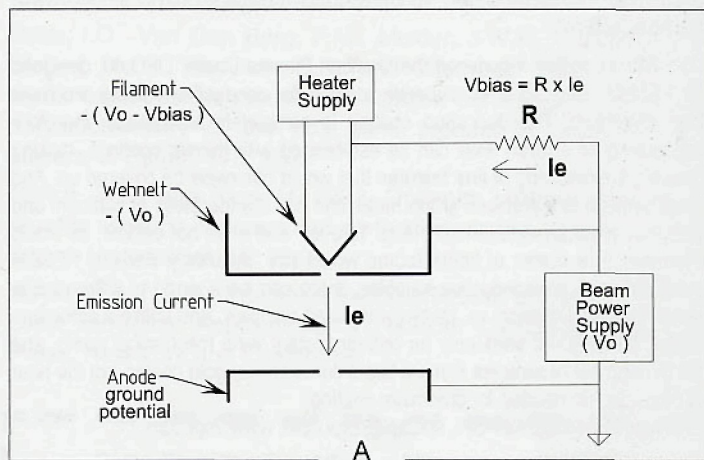 Filament
- ( Vo - Vbias)
Heater
Supply
Vbias = R x Ie
R
Ie
Wehnelt
- ( Vo )
Emission Current
Ie
Beam
Power
Supply
( Vo )
Anode
ground
potential
A